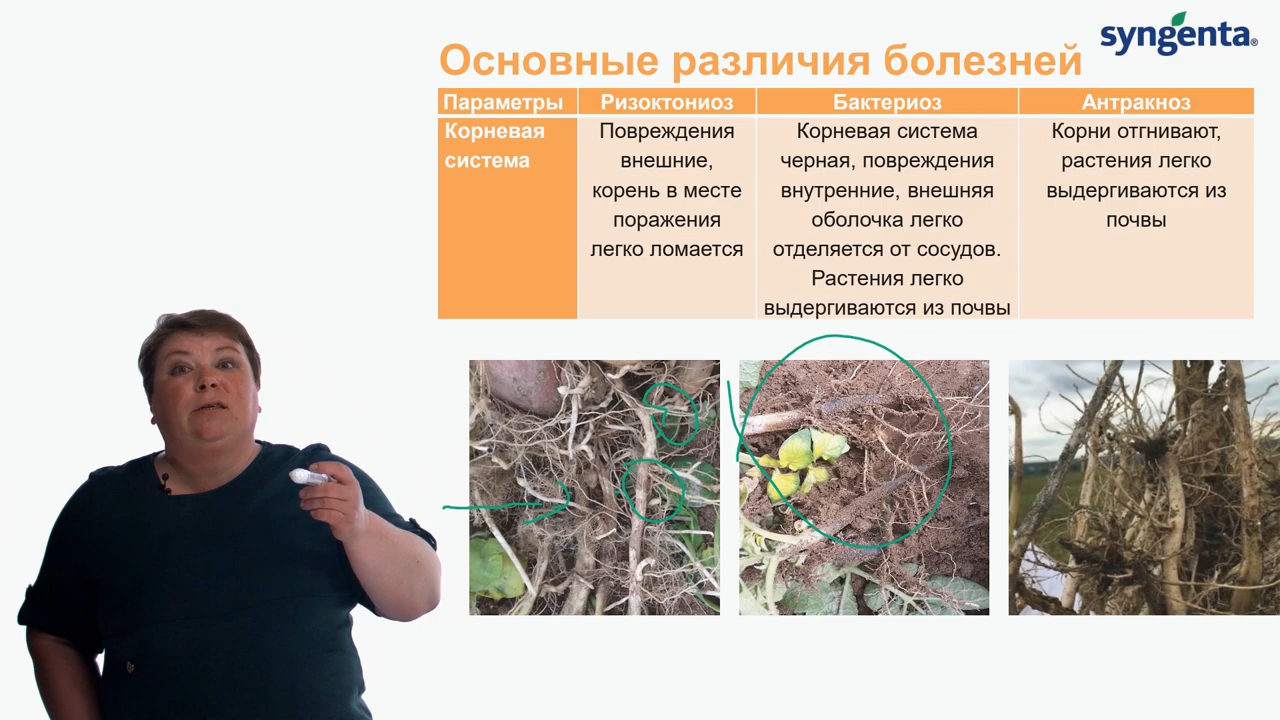 syngenta®
Основные различия болезней
Параметры Ризоктониоз Бактериоз Антракноз
Корневая
система
Повреждения
внешние,
корень в месте
поражения
легко ломается
Корневая система
черная, повреждения
внутренние, внешняя
оболочка легко
отделяется от сосудов.
Растения легко
выдергиваются из почвы
Корни отгнивают,
растения легко
выдергиваются из
почвы